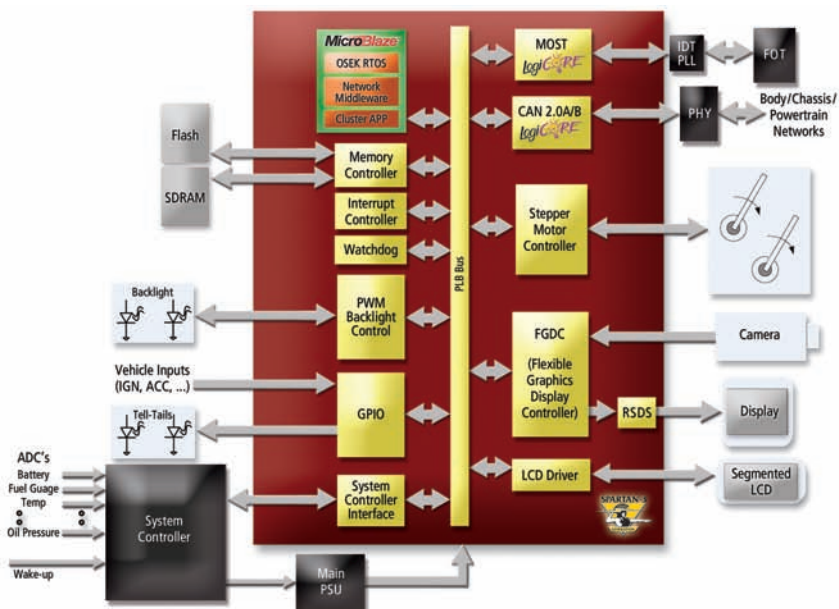 MicroBlaze
OSEK RTOS
Network
Middleware
Cluster APP
Flash
SDRAM
Memory
Controller
Interrupt
Controller
Watchdog
Backlight
PWM
Backlight
Control
Vehicle Inputs
(IGN, ACC, ...)
GPIO
Tell-Tails
ADC's
Battery
Fuel Guage
Temp
Oil Pressure
Wake-up
System
Controller
System
Controller
Interface
Main
PSU
PLB Bus
MOST
LogiCORE
IDT
PLL
FOT
CAN 2.0A/B
LogiCORE
PHY
Body/Chassis/
Powertrain
Networks
Stepper
Motor
Controller
FGDC
(Flexible
Graphics
Display
Controller)
Camera
RSDS
Display
LCD Driver
Segmented
LCD
SPARTAN-3